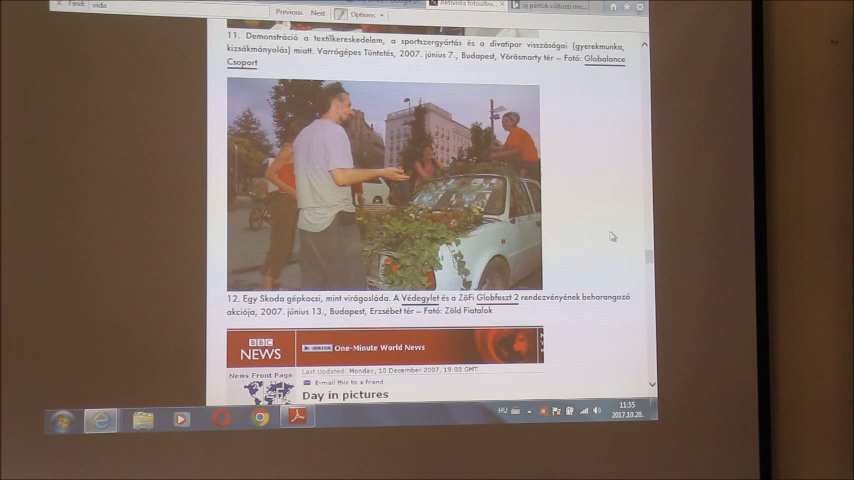 Find: vida
Previous Next Options
Aktivista fotóalbu...
11. Demonstráció a textilkereskedelem, a sportszergyártás és a divatipar visszásságai (gyerekmunka,
kizsákmányolás) miatt. Varrógépes Tüntetés, 2007. június 7., Budapest, Vörösmarty tér – Fotó: Globalance
Csoport
12. Egy Skoda gépkocsi, mint virágosláda. A Védegylet és a ZöFi Globfeszt 2 rendezvényének beharangozó
akciója, 2007. június 13., Budapest, Erzsébet tér – Fotó: Zöld Fiatalok
BBC
NEWS
One-Minute World News
Last Updated: Monday, 10 December 2007, 19:03 GMT
News Front Page
E-mail this to a friend
Day in pictures
HU
11:55
2017.10.28.